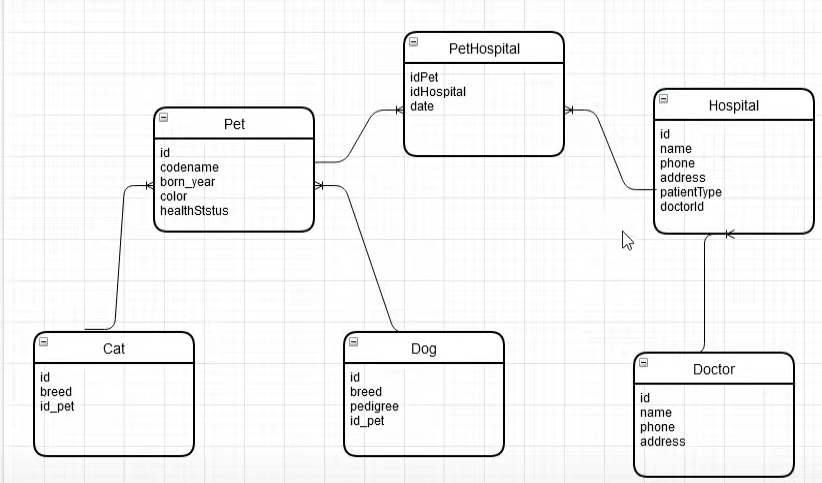 PetHospital
idPet
idHospital
date
Hospital
id
name
phone
address
patientType
doctorId
Pet
id
codename
born_year
color
healthStstus
Cat
id
breed
id_pet
Dog
id
breed
pedigree
id_pet
Doctor
id
name
phone
address